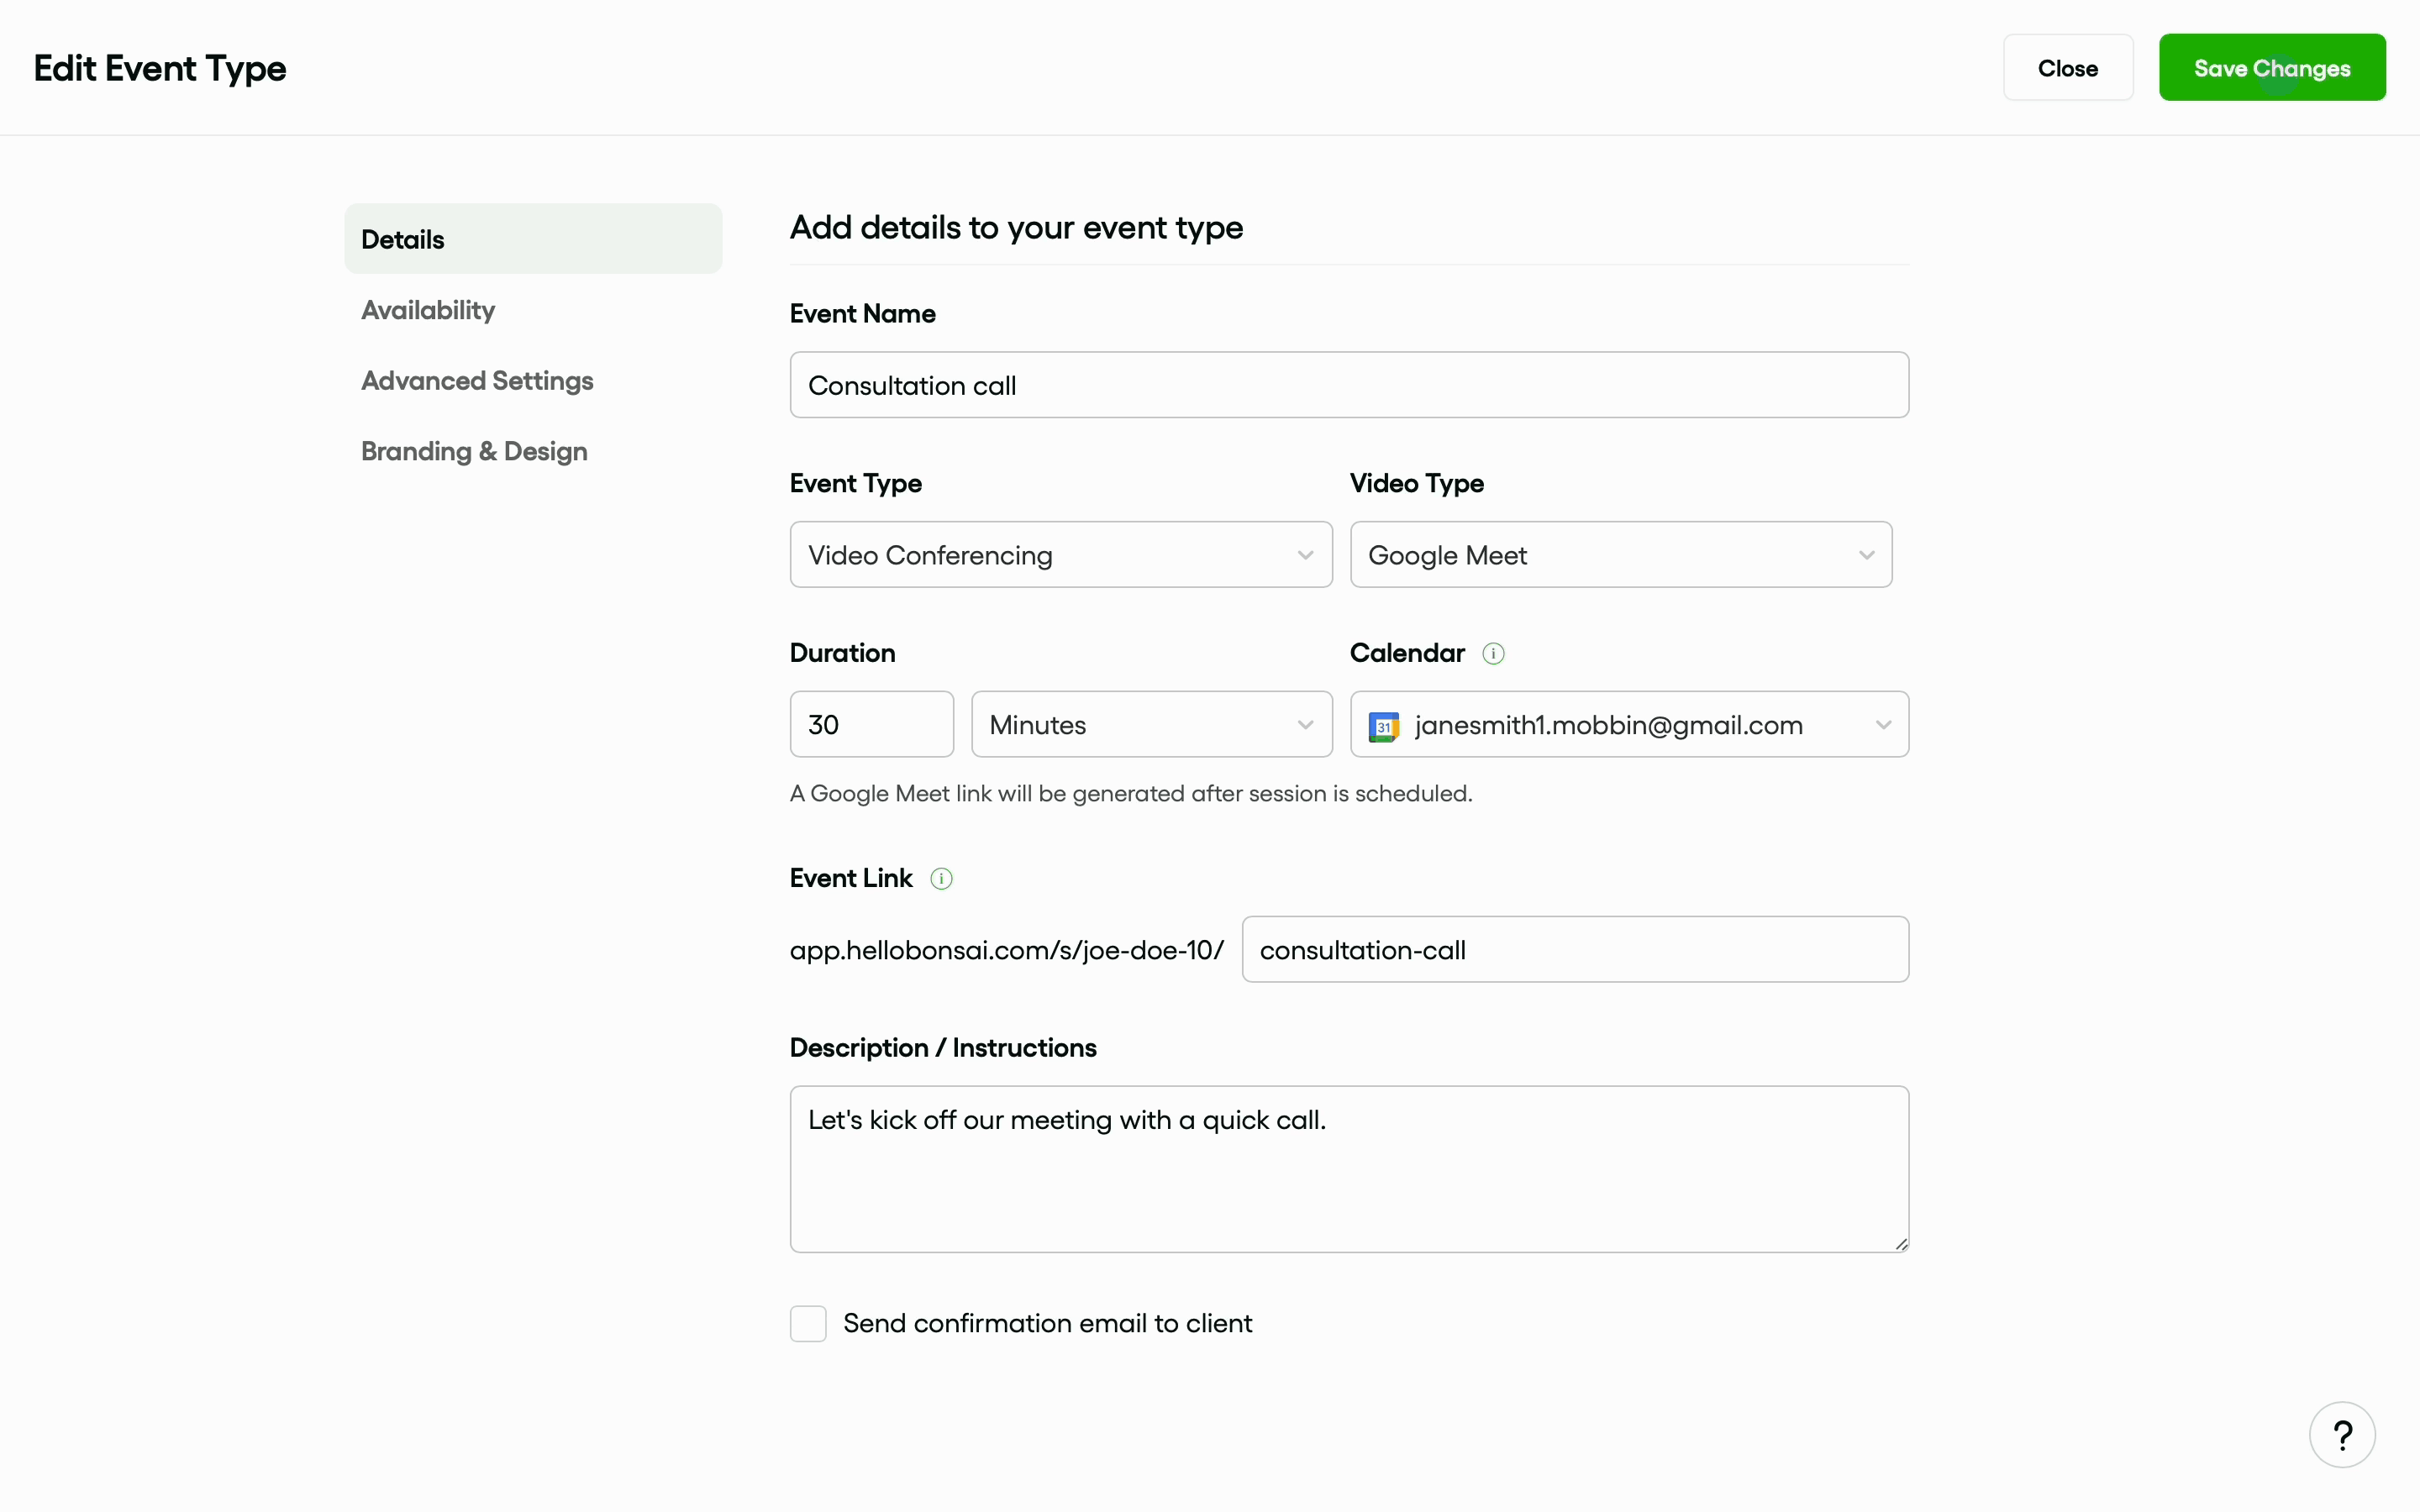 Edit Event Type
Close
Save Changes
Details
Availability
Advanced Settings
Branding & Design
Add details to your event type
Event Name
Consultation call
Event Type
Video Type
Video Conferencing
Google Meet
Duration
Calendar
30
Minutes
31
janesmith1.mobbin@gmail.com
A Google Meet link will be generated after session is scheduled.
Event Link
app.hellobonsai.com/s/joe-doe-10/
consultation-call
Description / Instructions
Let's kick off our meeting with a quick call.
Send confirmation email to client
?